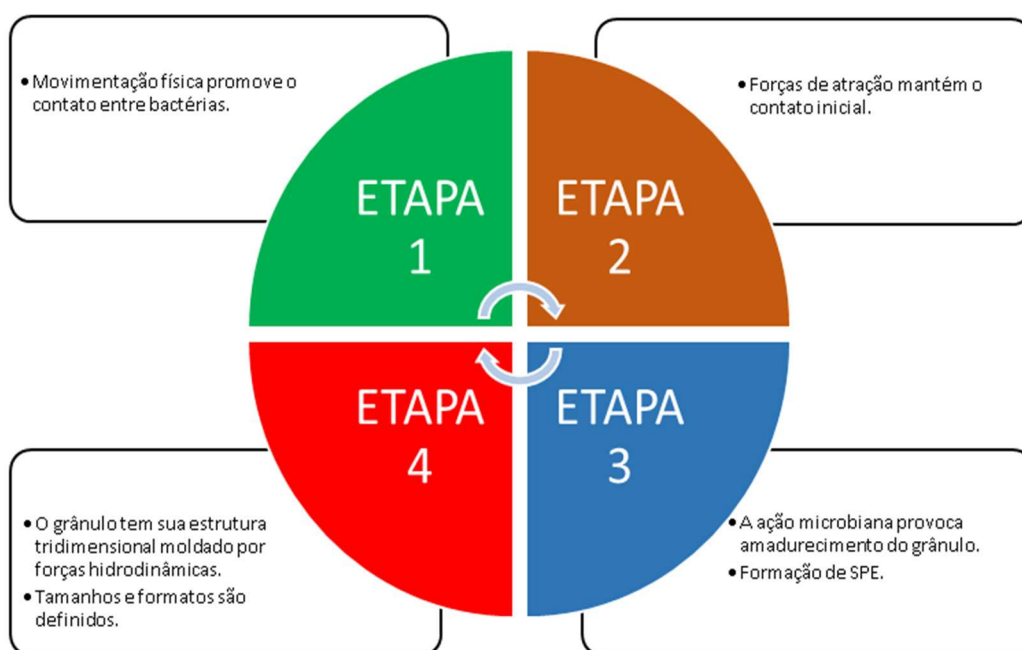 • Movimentação física promove o
contato entre bactérias.
• Forças de atração mantém o
contato inicial.
ETAPA
1
ETAPA
2
ETAPA
4
ETAPA
3
• O grânulo tem sua estrutura
tridimensional moldado por
forças hidrodinâmicas.
• Tamanhos e formatos são
definidos.
• A ação microbiana provoca
amadurecimento do grânulo.
• Formação de SPE.